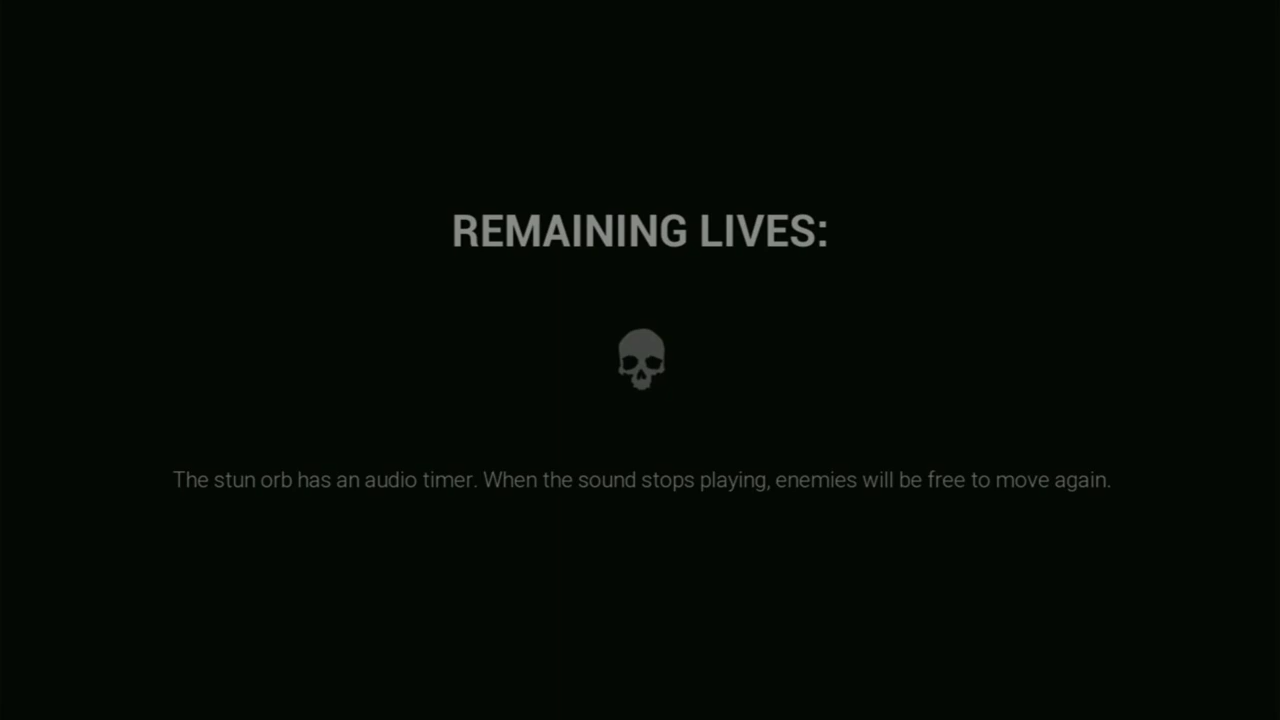 REMAINING LIVES:
The stun orb has an audio timer. When the sound stops playing, enemies will be free to move again.